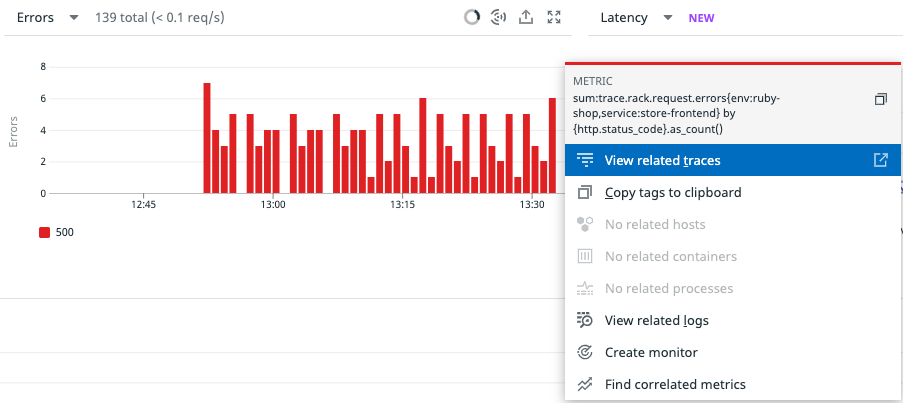 Errors 139 total (< 0.1 req/s) Latency NEW
Errors
8
6
4
2
0
12:45 13:00 13:15 13:30
500
METRIC
sum:trace.rack.request.errors{env:ruby-
shop,service:store-frontend} by
{http.status_code}.as_count()
View related traces
Copy tags to clipboard
No related hosts
No related containers
No related processes
View related logs
Create monitor
Find correlated metrics